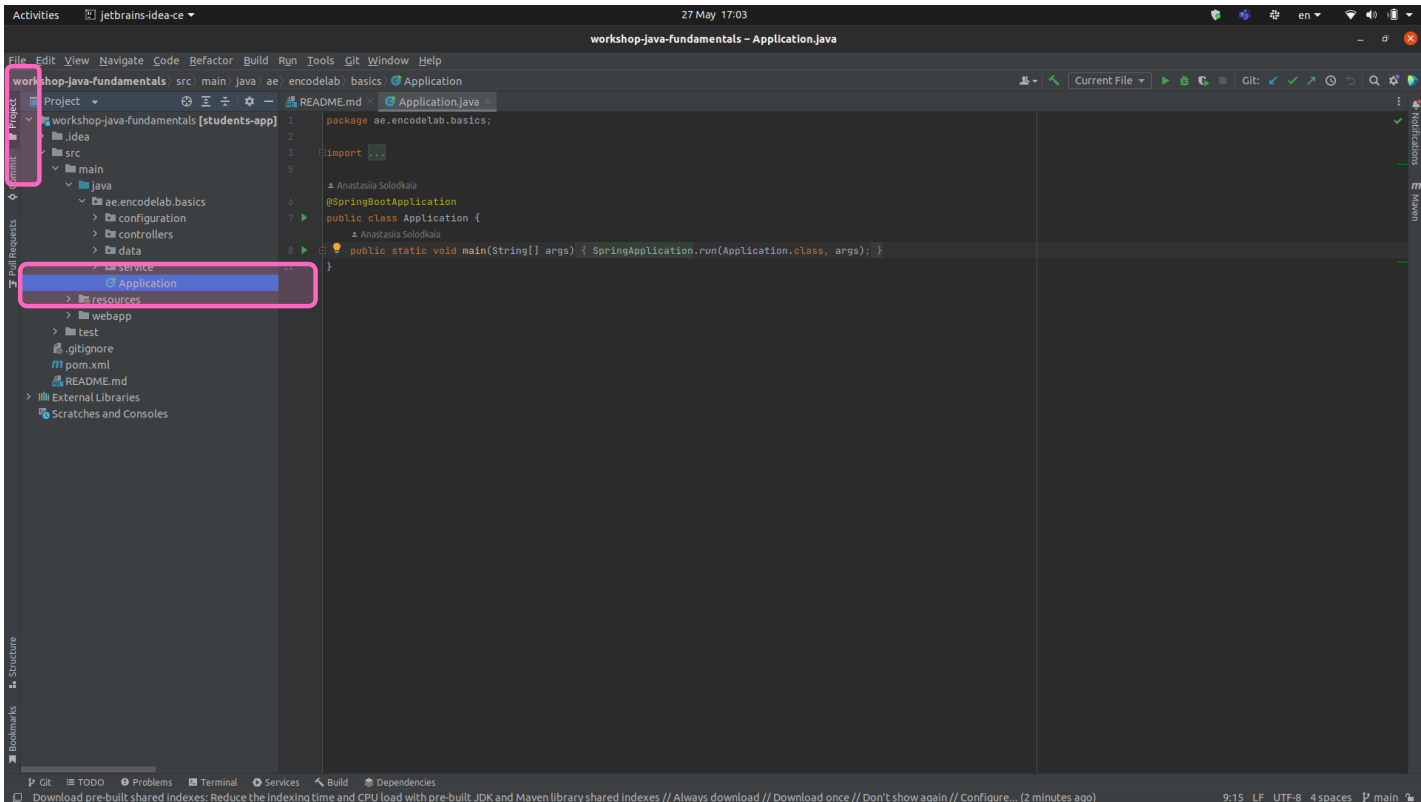 Activities jetbrains-idea-ce 27 May 17:03 en
workshop-java-fundamentals – Application.java
File Edit View Navigate Code Refactor Build Run Tools Git Window Help
workshop-java-fundamentals src main java ae encodelab basics Application Current File Git:
Project README.md Application.java
workshop-java-fundamentals [students-app] 1 package ae.encodelab.basics;
.idea 2
src 3 import ...
main 5
java Anastasiia Solodkaia
ae.encodelab.basics 6 @SpringBootApplication
configuration 7 public class Application {
controllers Anastasiia Solodkaia
data 8 public static void main(String[] args) { SpringApplication.run(Application.class, args); }
service 11 }
Application
resources
webapp
test
.gitignore
pom.xml
README.md
External Libraries
Scratches and Consoles
Project
Commit
Pull Requests
Structure
Bookmarks
Notifications
m Maven
Git TODO Problems Terminal Services Build Dependencies
Download pre-built shared indexes: Reduce the indexing time and CPU load with pre-built JDK and Maven library shared indexes // Always download // Download once // Don't show again // Configure... (2 minutes ago) 9:15 LF UTF-8 4 spaces main